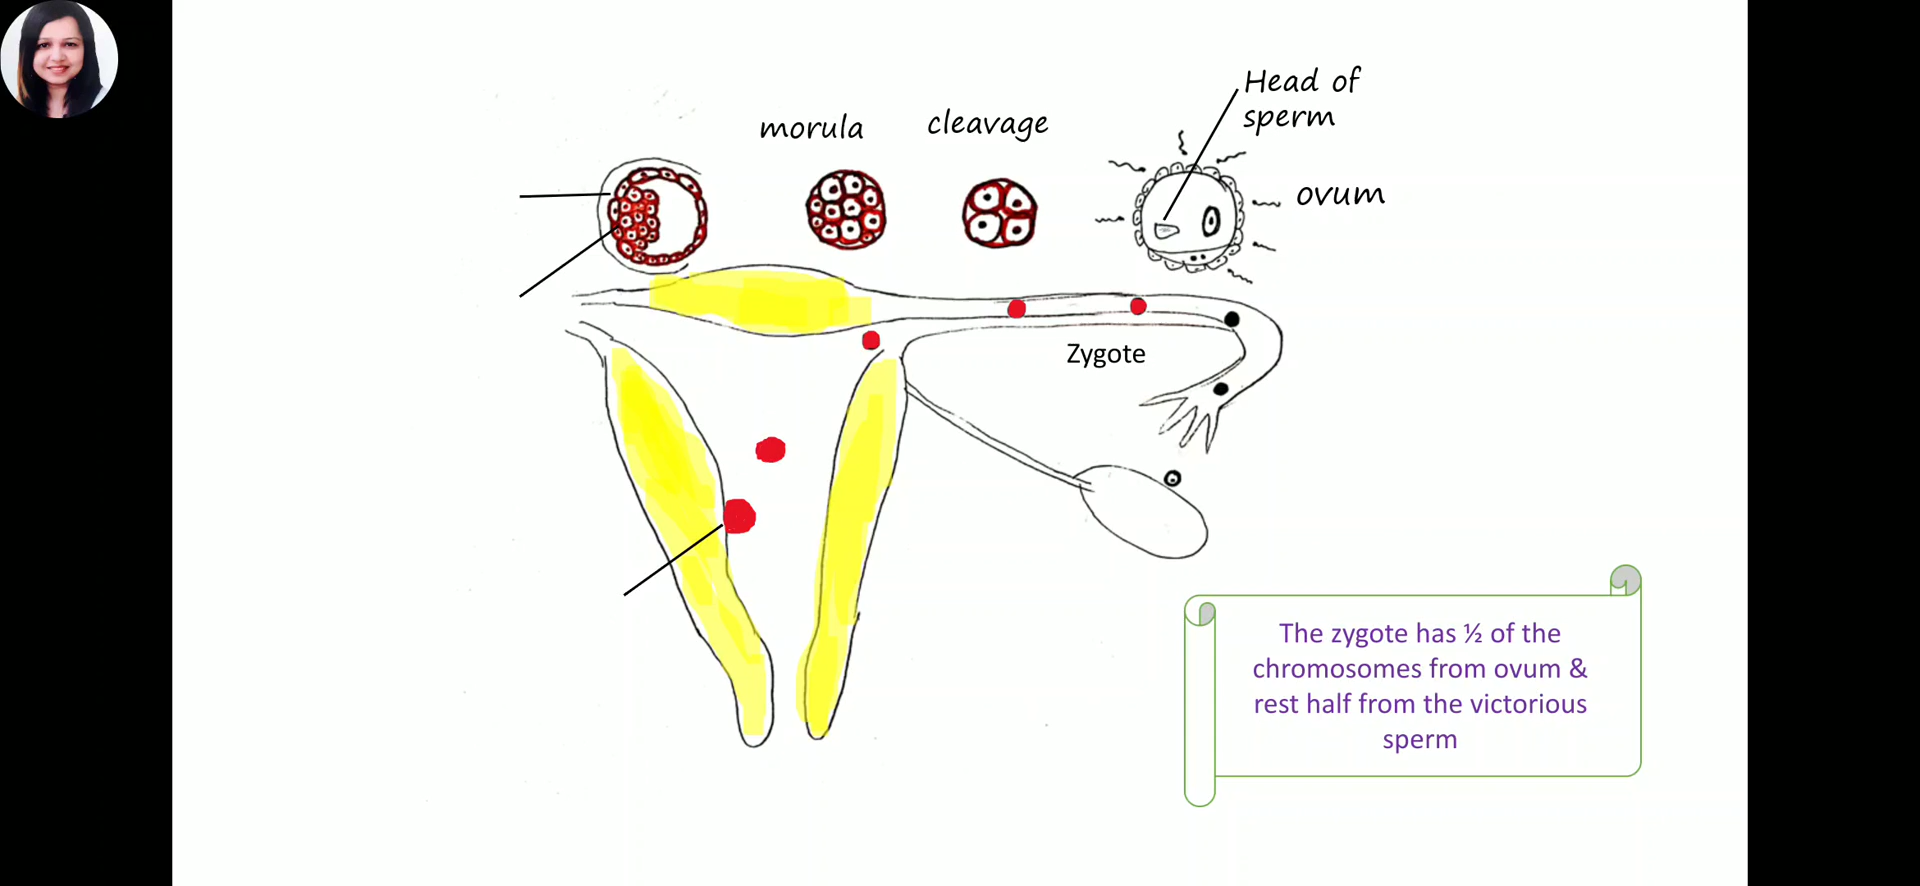 Head of
sperm
morula
cleavage
ovum
Zygote
The zygote has ½ of the
chromosomes from ovum &
rest half from the victorious
sperm